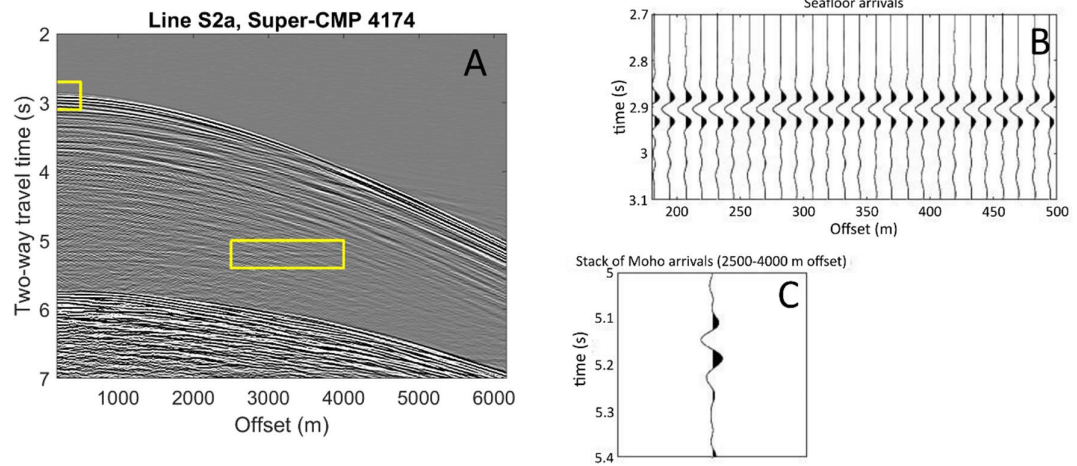 Line S2a, Super-CMP 4174
A
2
3
4
5
6
7
Two-way travel time (s)
1000 2000 3000 4000 5000 6000
Offset (m)
Seafloor arrivals
B
2.7
2.8
2.9
3
3.1
time (s)
200 250 300 350 400 450 500
Offset (m)
Stack of Moho arrivals (2500-4000 m offset)
C
5
5.1
5.2
5.3
5.4
time (s)